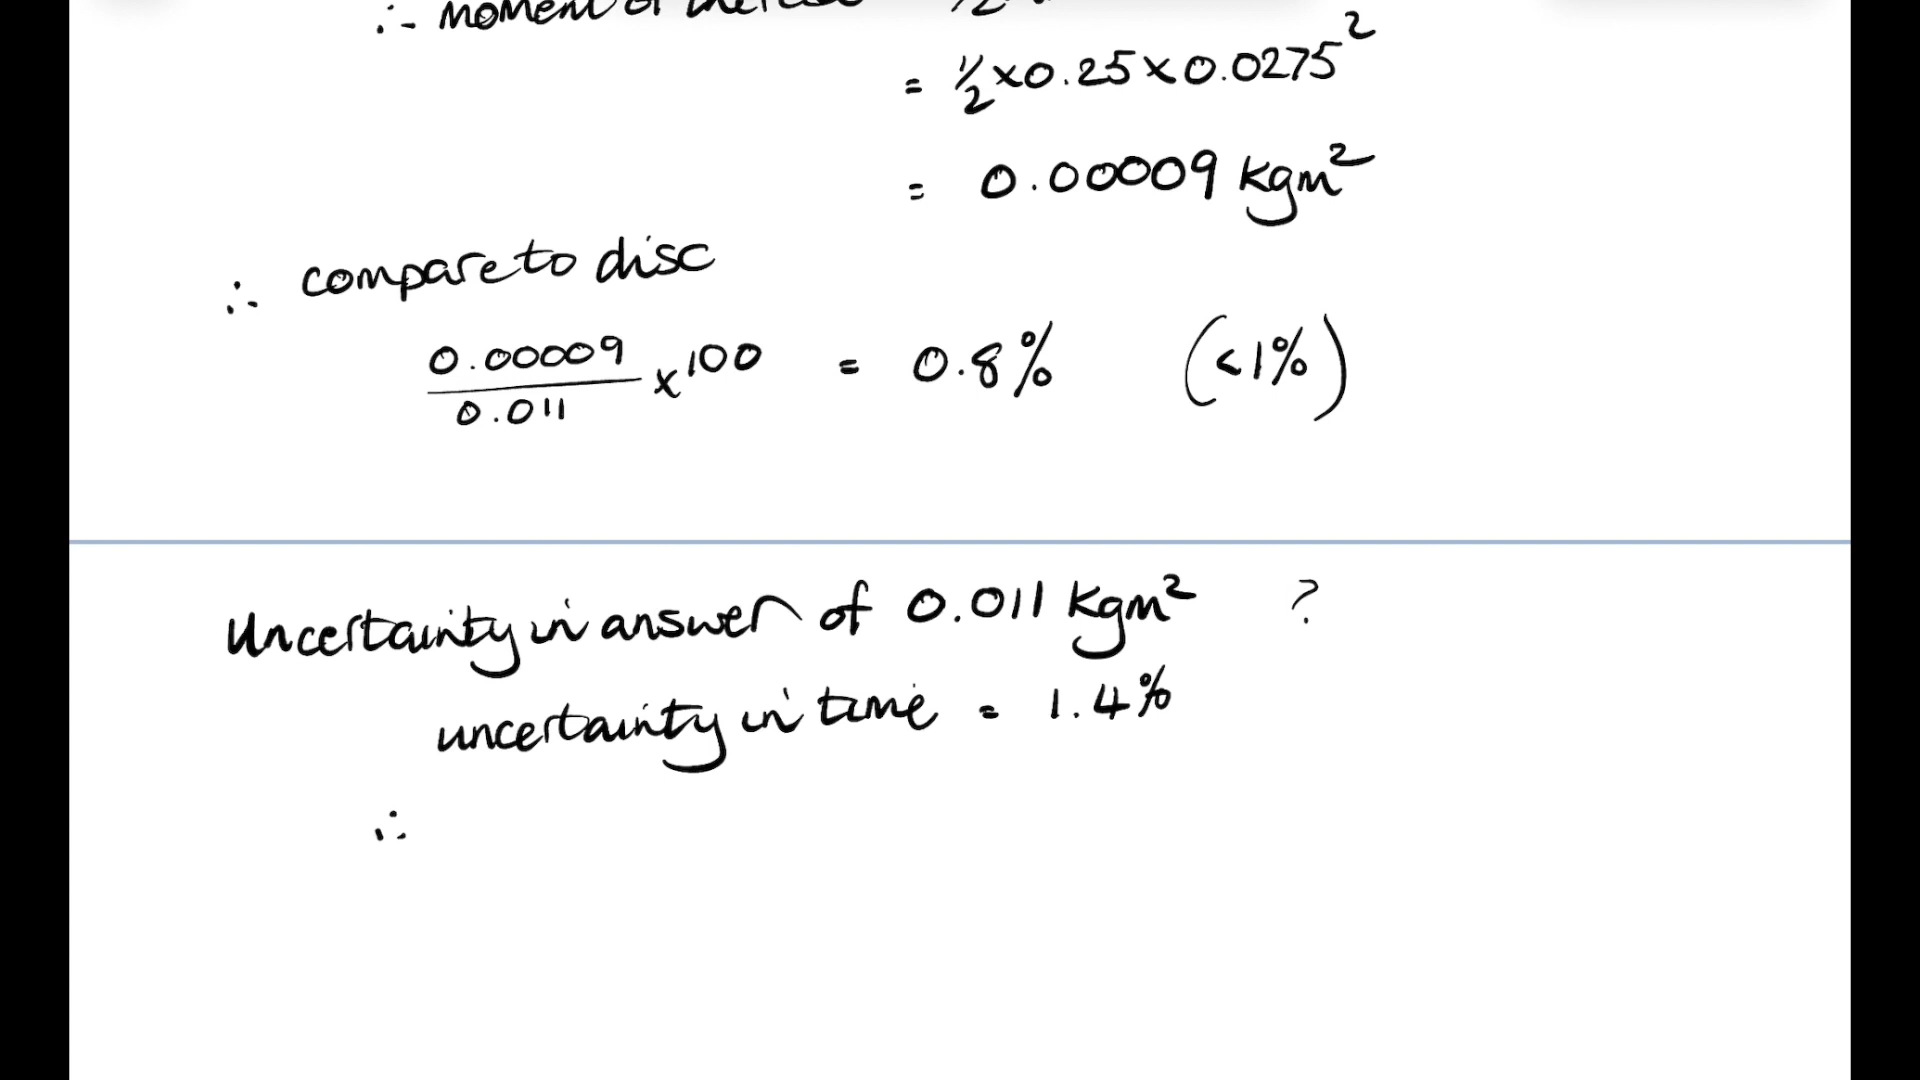 ∴ moment of
= ½ × 0.25 × 0.0275²
= 0.00009 kgm²
∴ compare to disc
0.00009 / 0.011 × 100 = 0.8% (<1%)
Uncertainty in answer of 0.011 kgm² ?
uncertainty in time = 1.4%
∴